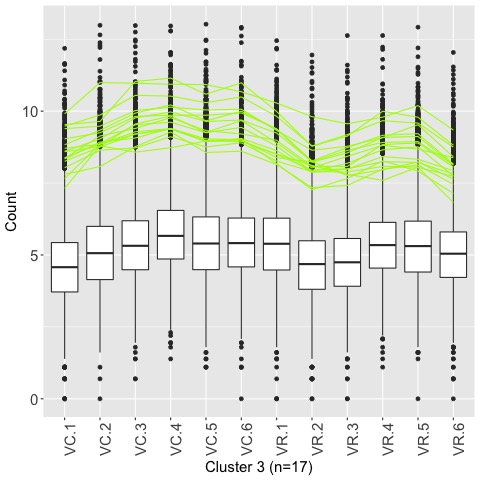 Count
10
5
0
VC.1
VC.2
VC.3
VC.4
VC.5
VC.6
VR.1
VR.2
VR.3
VR.4
VR.5
VR.6
Cluster 3 (n=17)